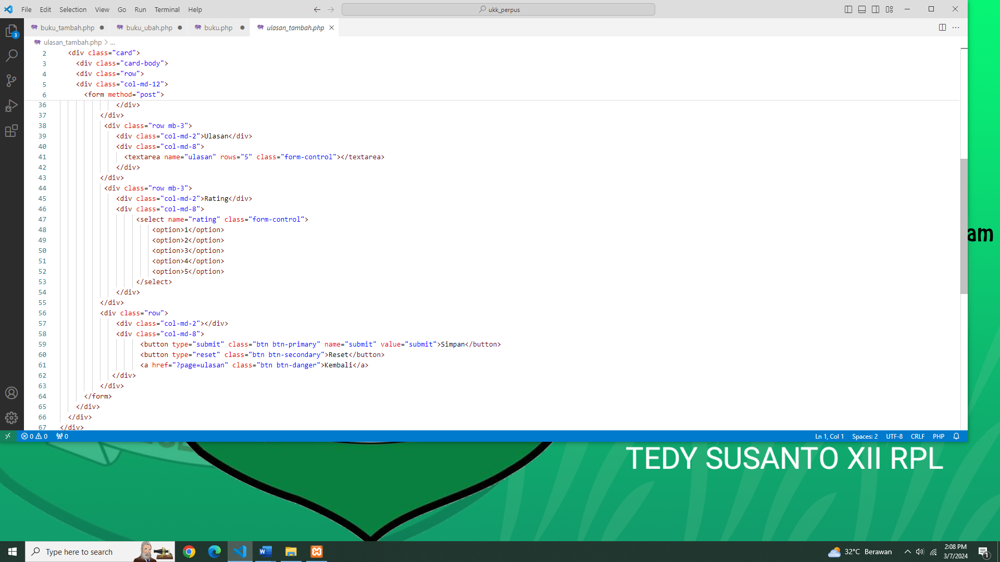 File Edit Selection View Go Run Terminal Help
ukk_perpus
buku_tambah.php buku_ubah.php buku.php ulasan_tambah.php
ulasan_tambah.php > ...
2 <div class="card">
3 <div class="card-body">
4 <div class="row">
5 <div class="col-md-12">
6 <form method="post">
36 </div>
37 </div>
38 <div class="row mb-3">
39 <div class="col-md-2">Ulasan</div>
40 <div class="col-md-8">
41 <textarea name="ulasan" rows="5" class="form-control"></textarea>
42 </div>
43 </div>
44 <div class="row mb-3">
45 <div class="col-md-2">Rating</div>
46 <div class="col-md-8">
47 <select name="rating" class="form-control">
48 <option>1</option>
49 <option>2</option>
50 <option>3</option>
51 <option>4</option>
52 <option>5</option>
53 </select>
54 </div>
55 </div>
56 <div class="row">
57 <div class="col-md-2"></div>
58 <div class="col-md-8">
59 <button type="submit" class="btn btn-primary" name="submit" value="submit">Simpan</button>
60 <button type="reset" class="btn btn-secondary">Reset</button>
61 <a href="?page=ulasan" class="btn btn-danger">Kembali</a>
62 </div>
63 </div>
64 </form>
65 </div>
66 </div>
67 </div>
3
am
0 0 0 Ln 1, Col 1 Spaces: 2 UTF-8 CRLF PHP
TEDY SUSANTO XII RPL
Type here to search
32°C Berawan
2:08 PM
3/7/2024
1